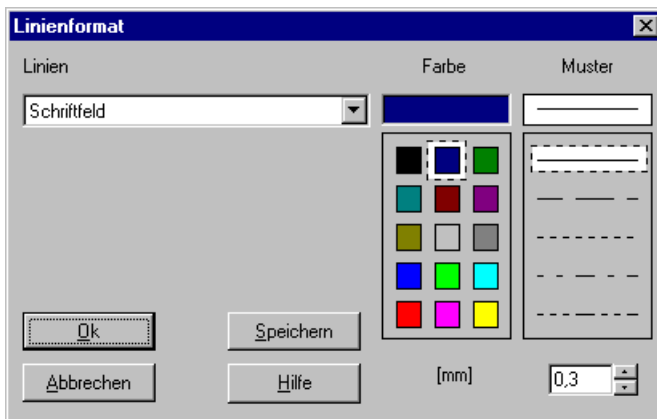 Linienformat
Linien
Farbe
Muster
Schriftfeld
Ok
Speichern
Abbrechen
Hilfe
[mm]
0,3